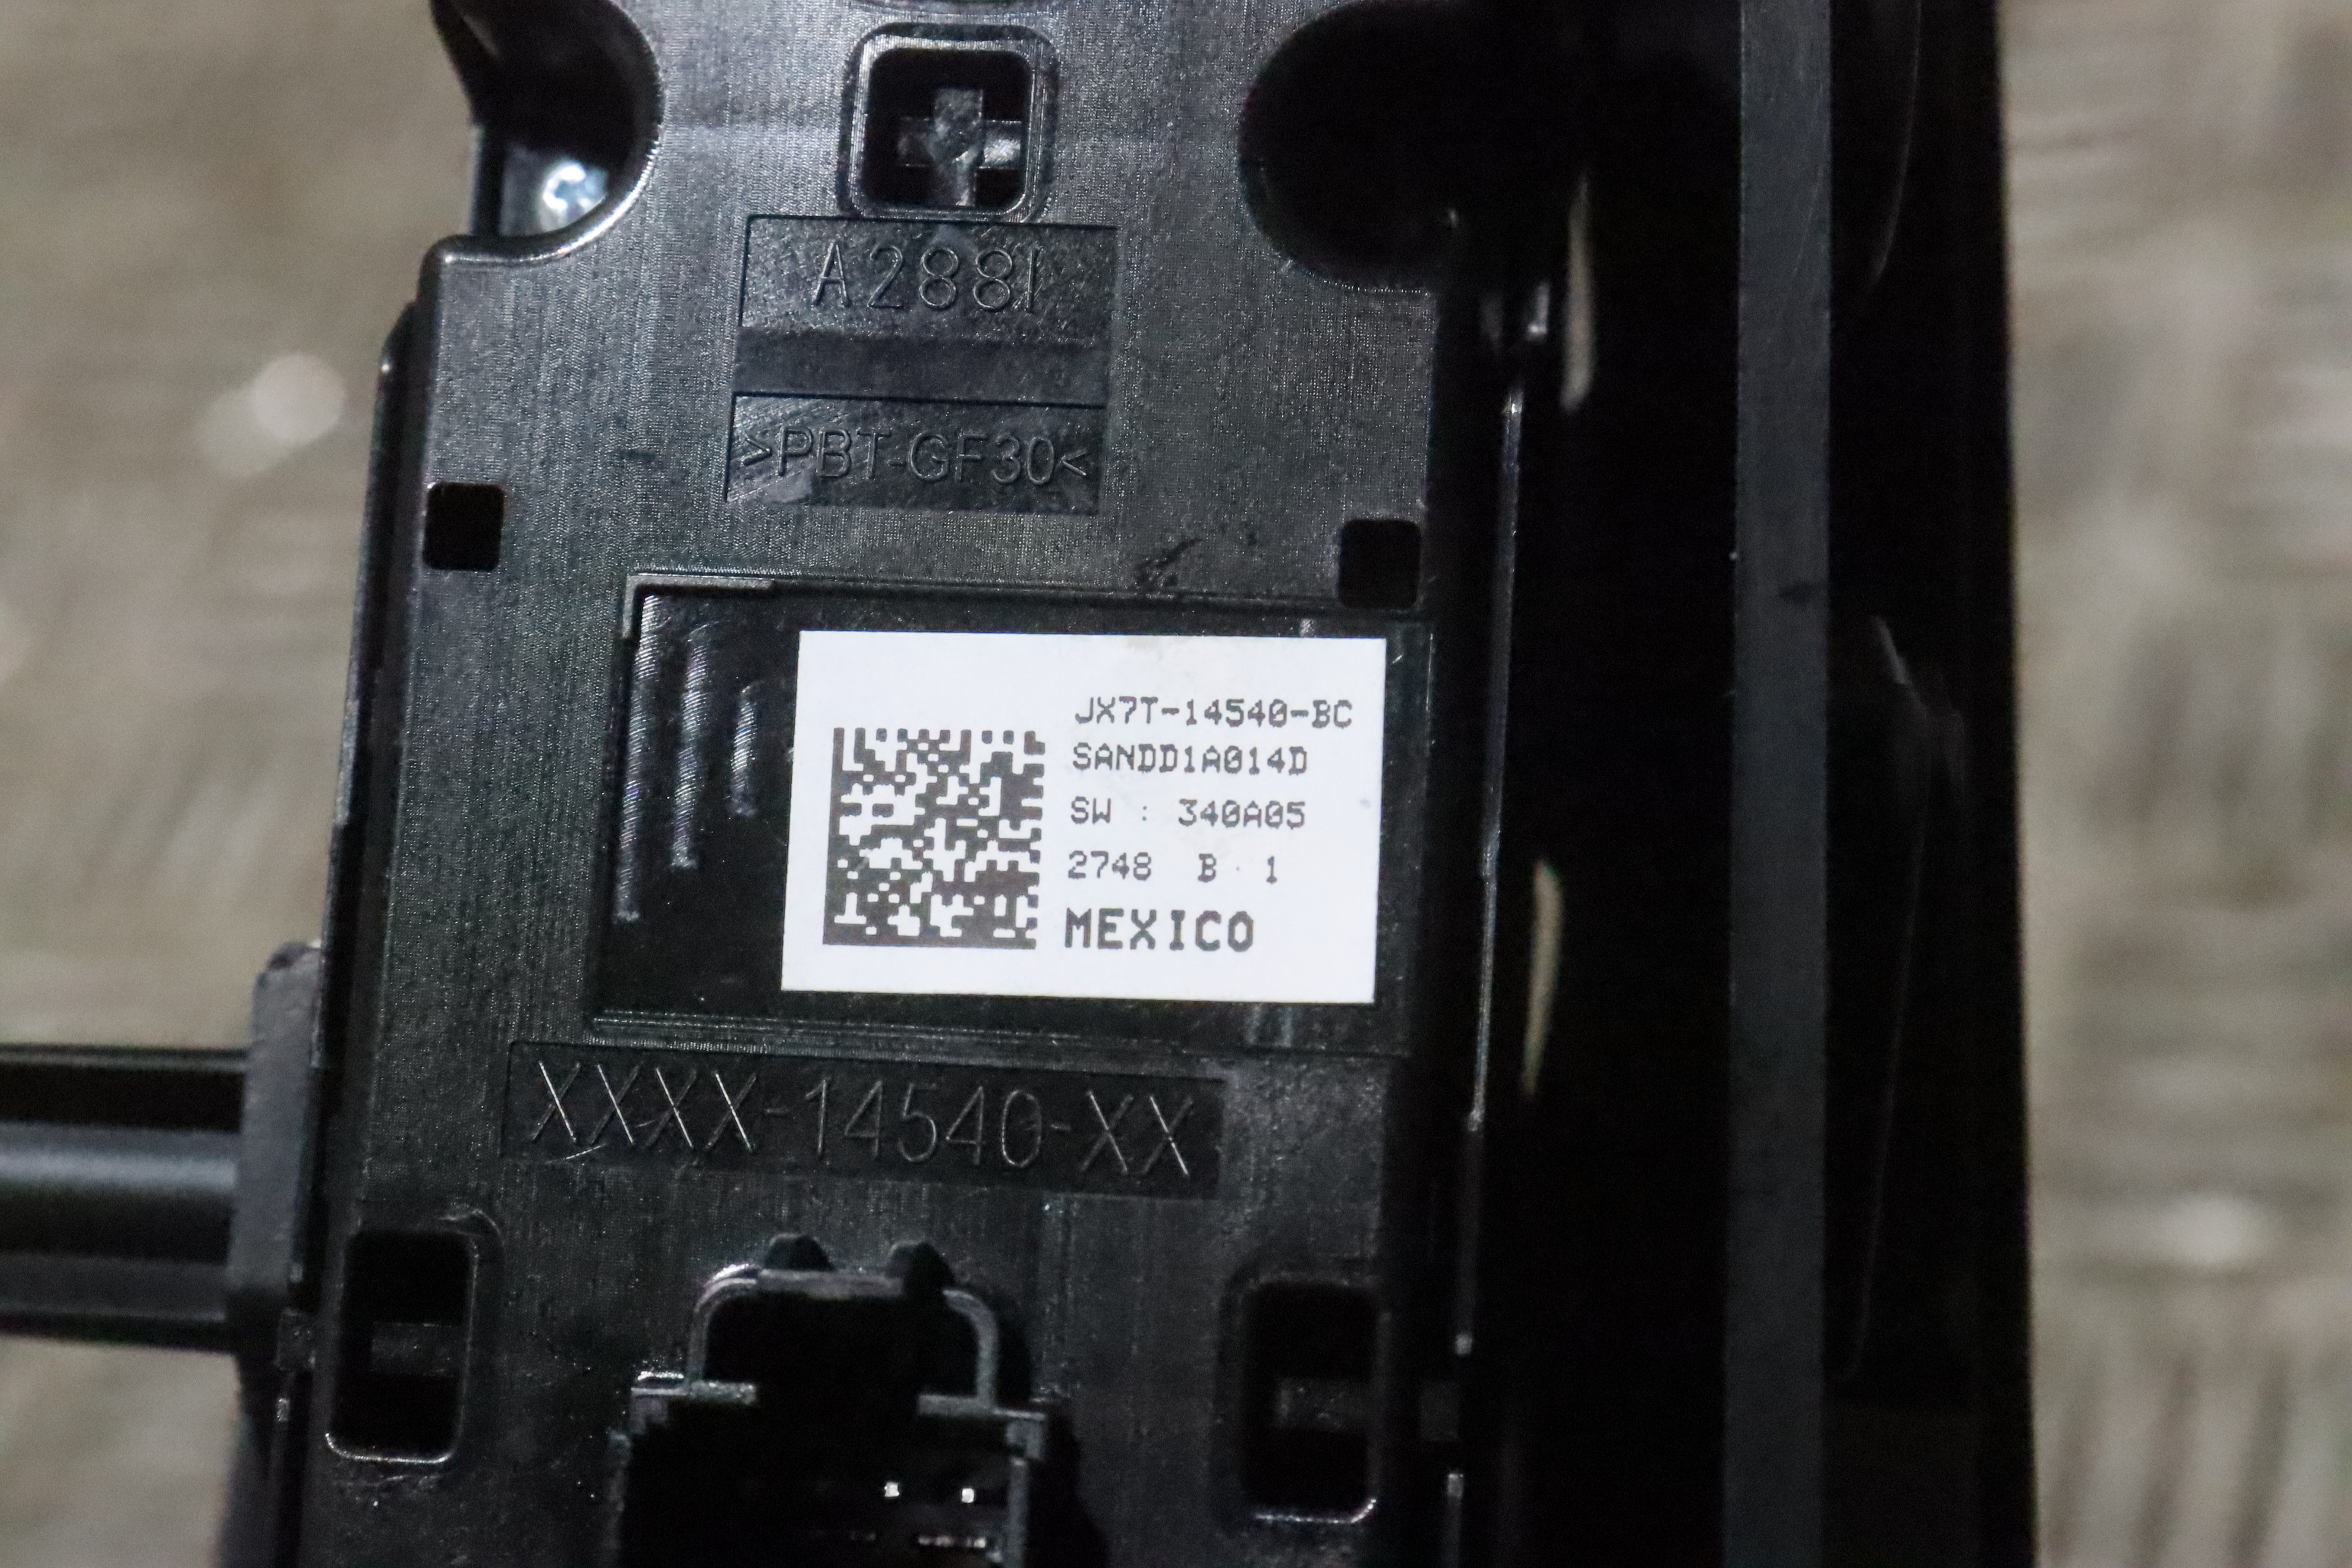 A288I
>PBT-GF30<
JX7T-14540-BC
SANDD1A014D
SW : 340A05
2748 B 1
MEXICO
XXXX-14540-XX